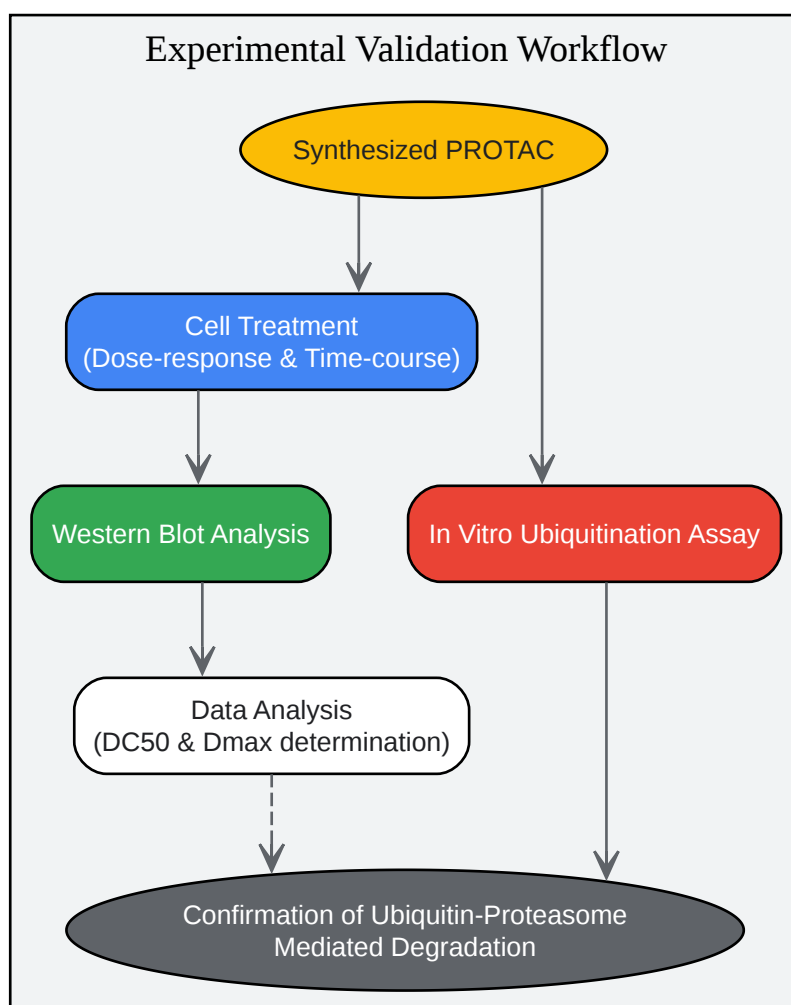 Experimental Validation Workflow
Synthesized PROTAC
Cell Treatment
(Dose-response & Time-course)
Western Blot Analysis
In Vitro Ubiquitination Assay
Data Analysis
(DC50 & Dmax determination)
Confirmation of Ubiquitin-Proteasome
Mediated Degradation